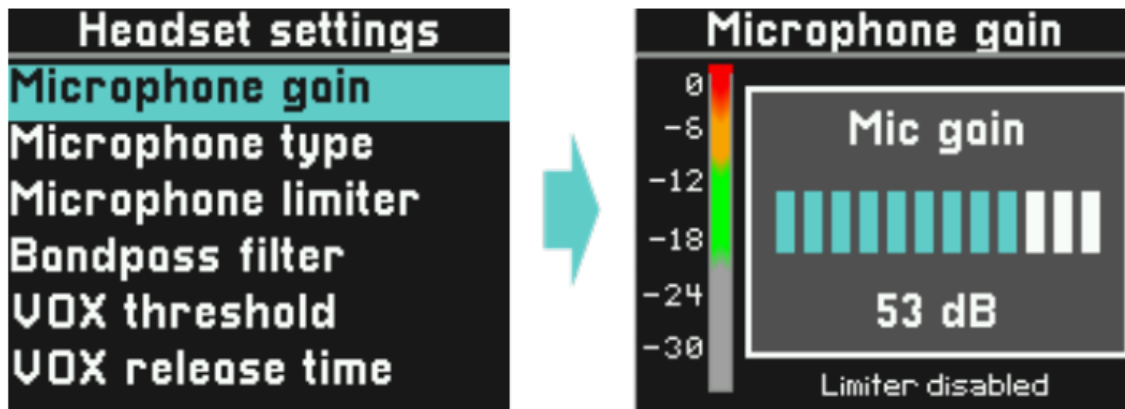 Headset settings
Microphone gain
Microphone type
Microphone limiter
Bandpass filter
VOX threshold
VOX release time
Microphone gain
0
-6
-12
-18
-24
-30
Mic gain
53 dB
Limiter disabled